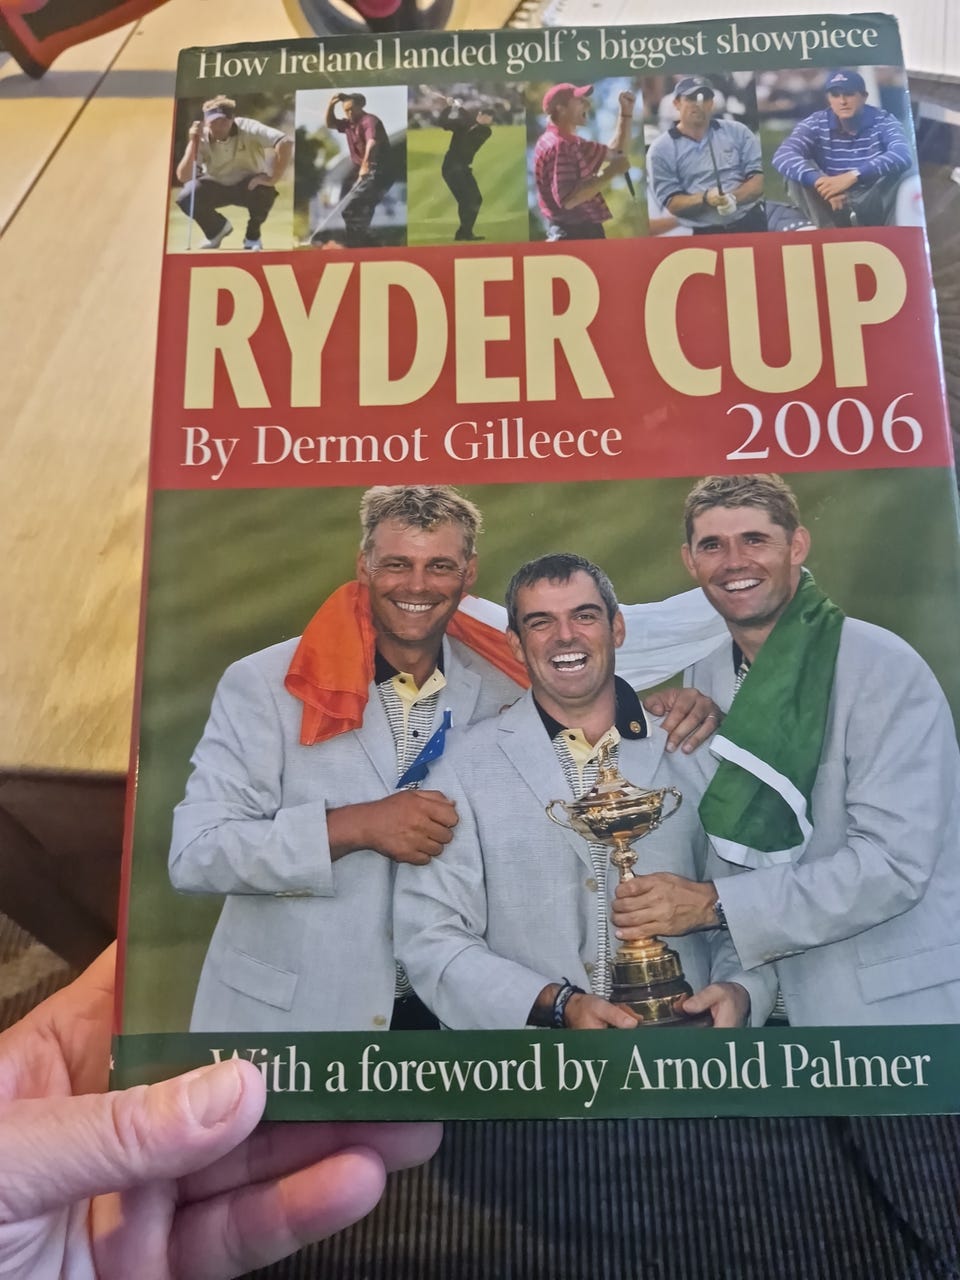 How Ireland landed golf's biggest showpiece
RYDER CUP
By Dermot Gilleece 2006
With a foreword by Arnold Palmer